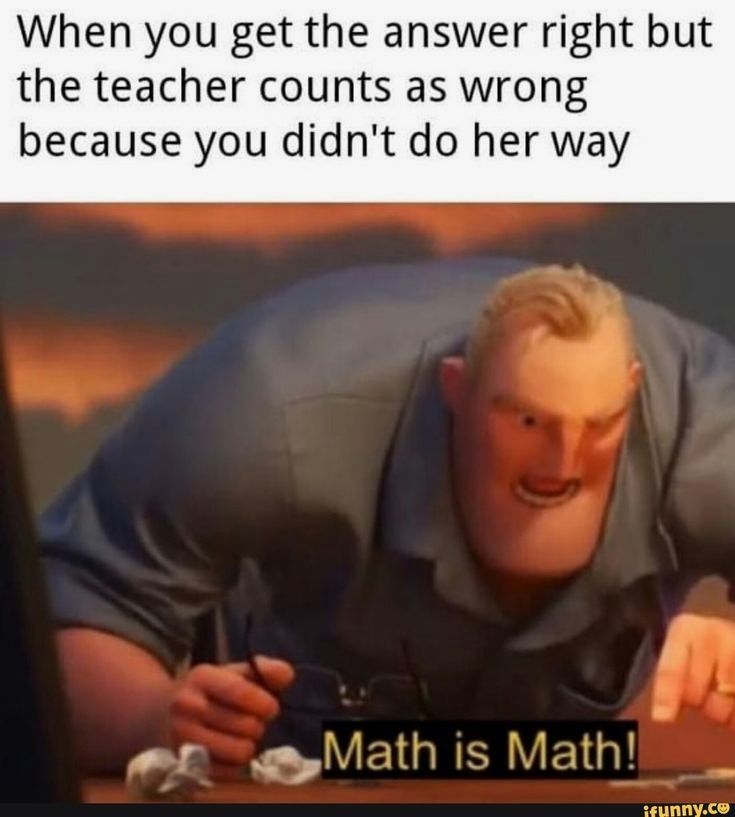 When you get the answer right but
the teacher counts as wrong
because you didn't do her way
Math is Math!
ifunny.co